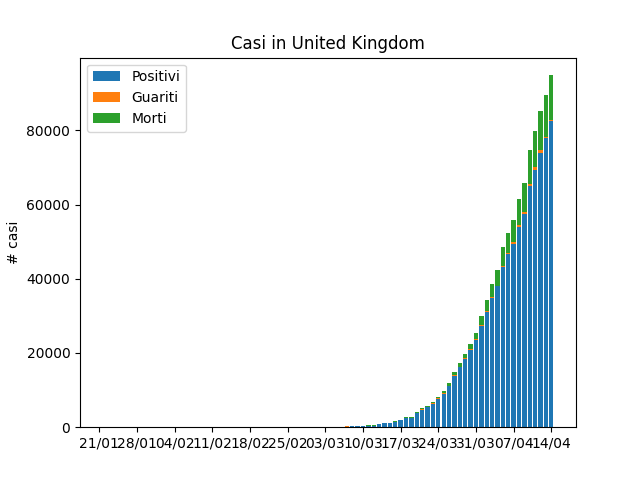 Casi in United Kingdom
Positivi
Guariti
Morti
# casi
80000
60000
40000
20000
0
21/01 28/01 04/02 11/02 18/02 25/02 03/03 10/03 17/03 24/03 31/03 07/04 14/04